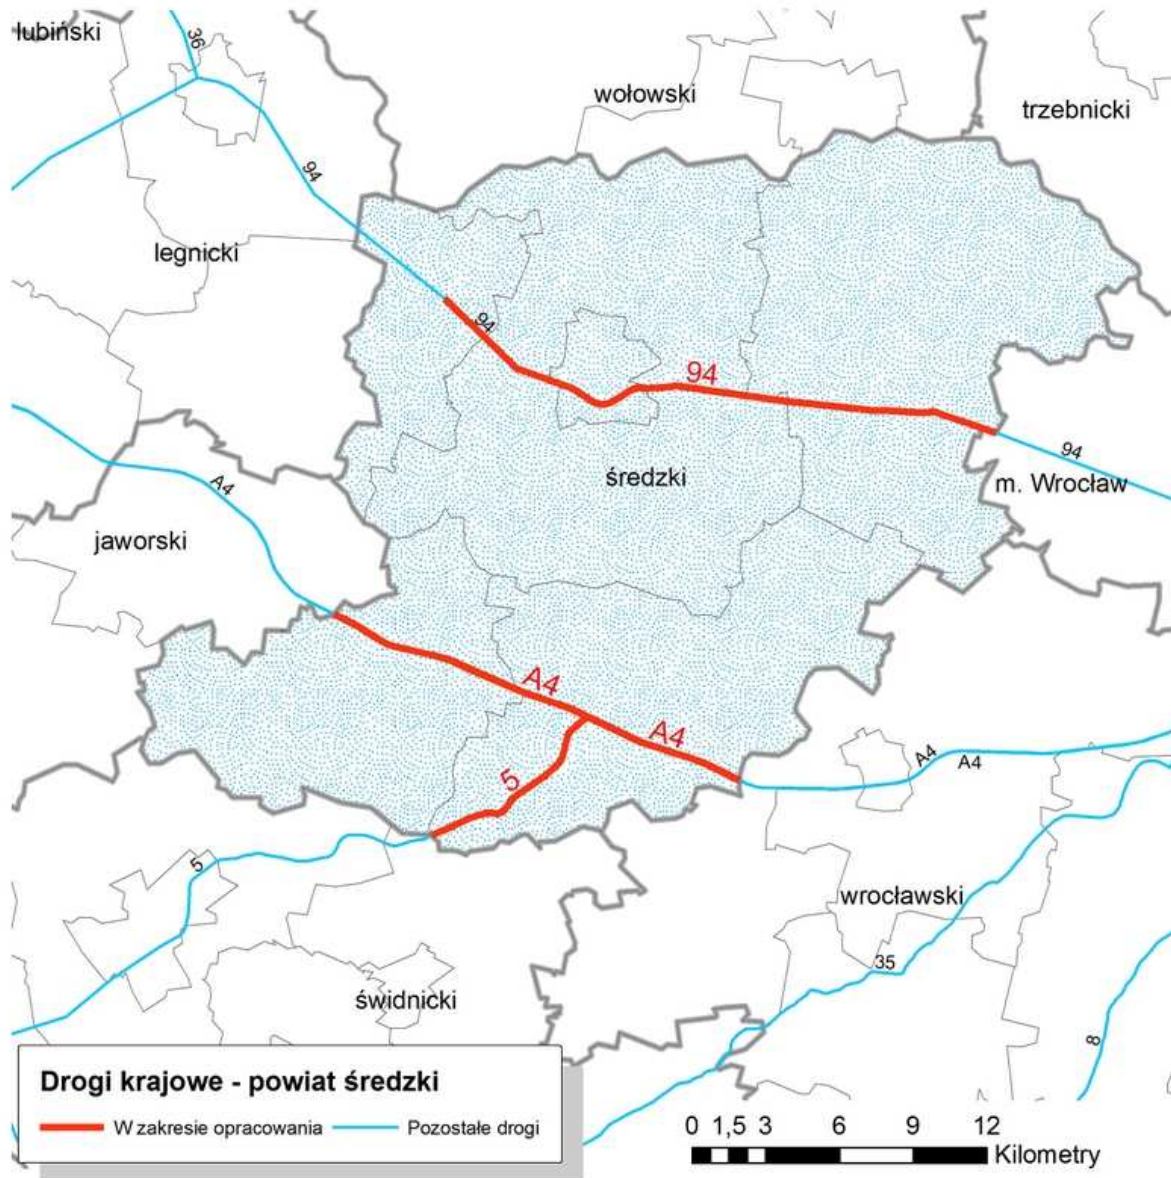 lubiński
36
wołowski
trzebnicki
94
legnicki
94
94
94
średzki
m. Wrocław
A4
jaworski
A4
A4
5
A4
A4
5
wrocławski
35
świdnicki
8
Drogi krajowe - powiat średzki
W zakresie opracowania Pozostałe drogi
0 1,5 3 6 9 12
Kilometry